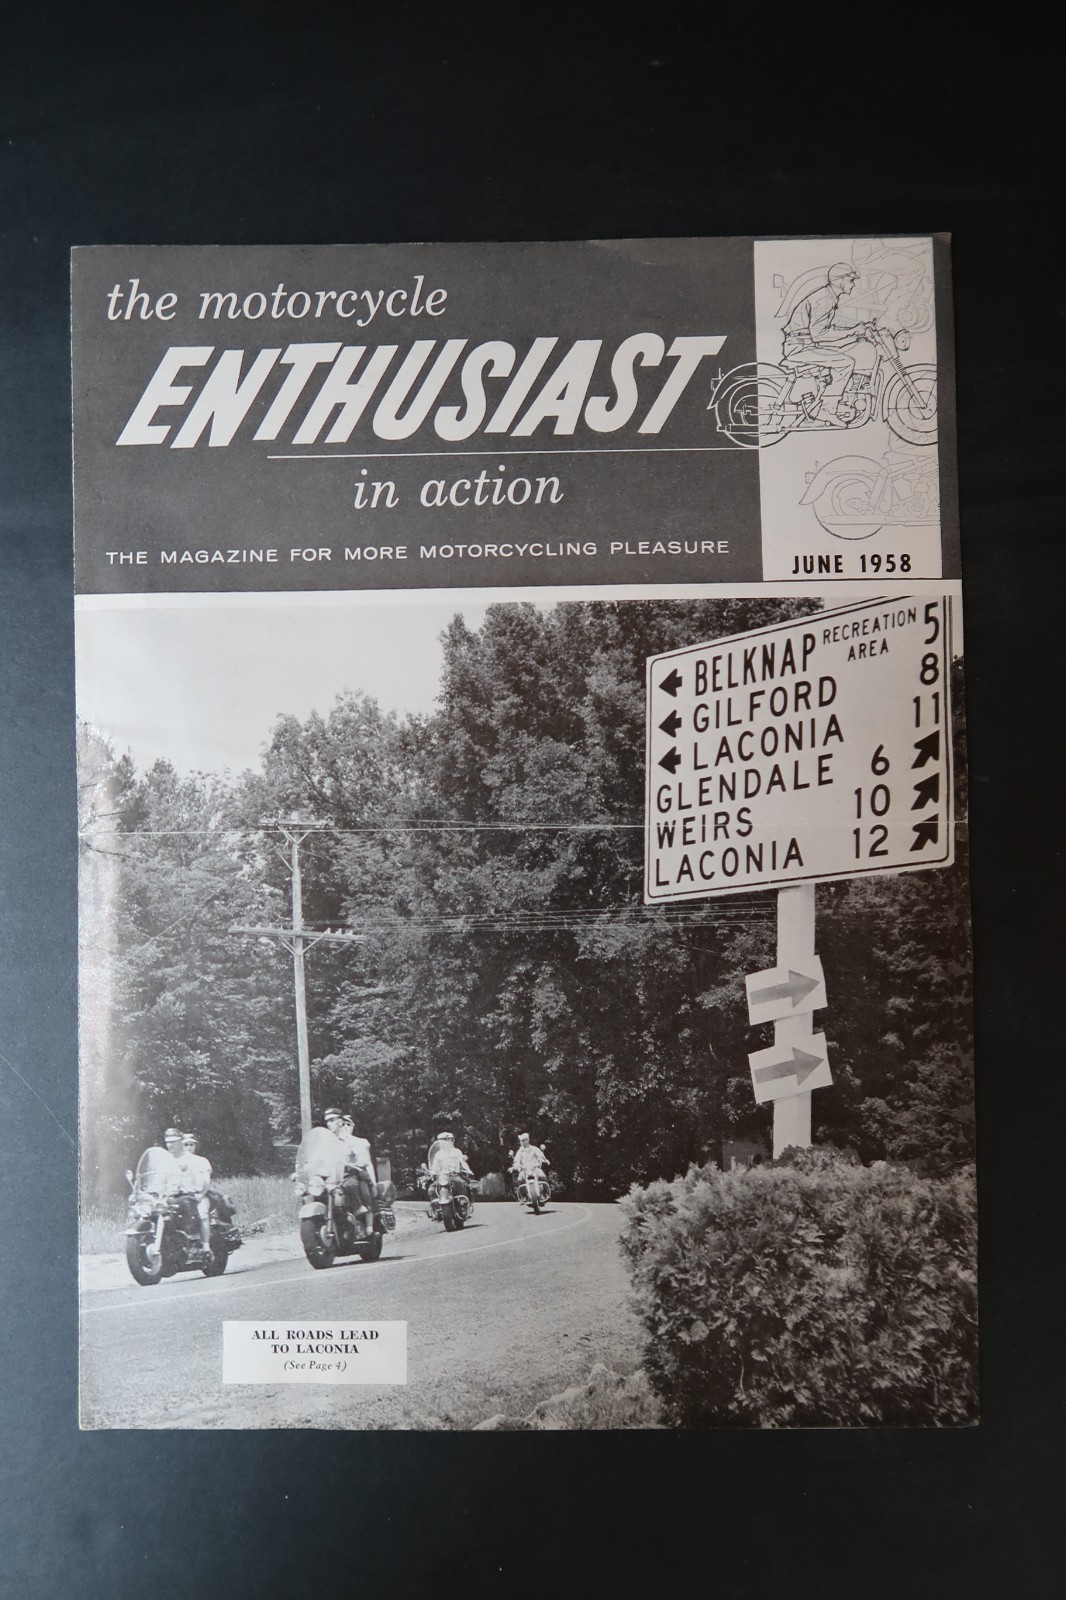 the motorcycle
ENTHUSIAST
in action
THE MAGAZINE FOR MORE MOTORCYCLING PLEASURE
JUNE 1958
BELKNAP RECREATION AREA 5
GILFORD 8
LACONIA 11
GLENDALE 6
WEIRS 10
LACONIA 12
ALL ROADS LEAD
TO LACONIA
(See Page 4)